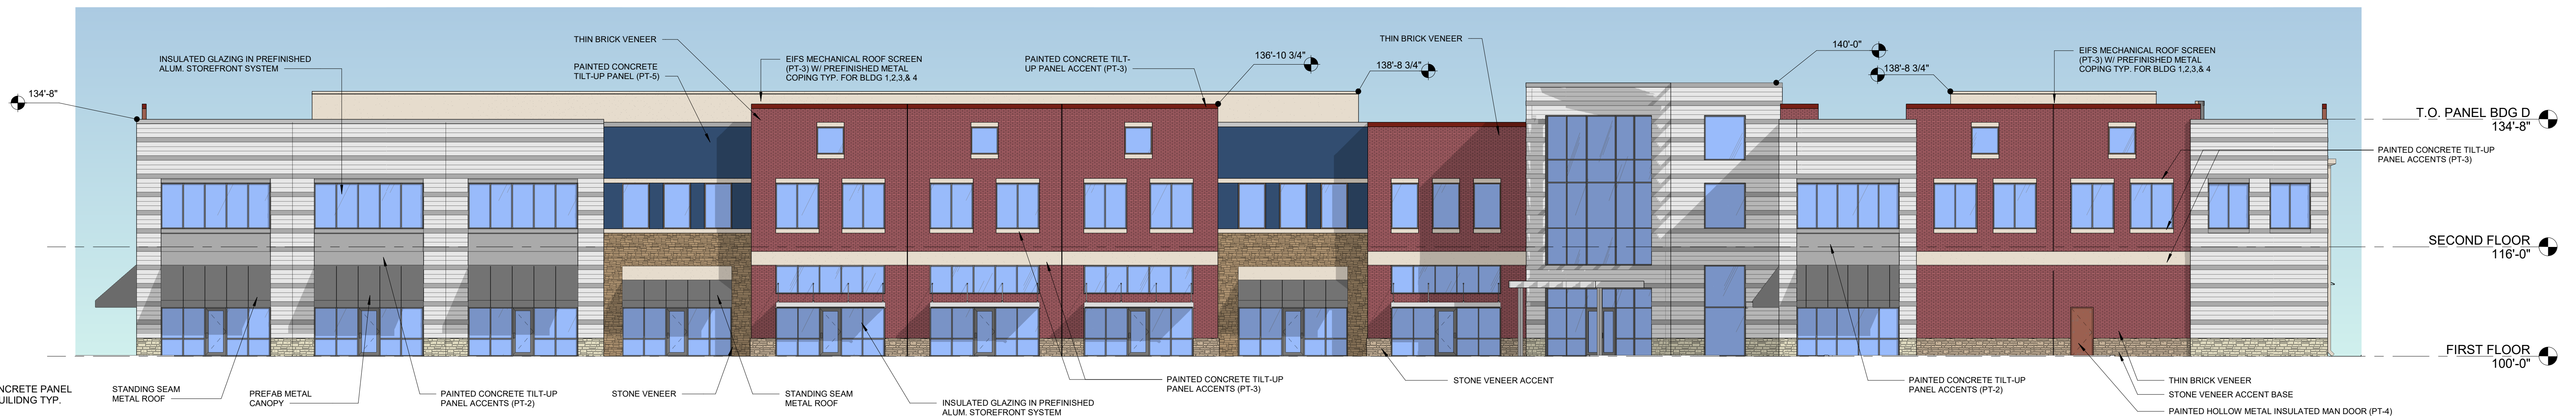 THIN BRICK VENEER
INSULATED GLAZING IN PREFINISHED
ALUM. STOREFRONT SYSTEM
PAINTED CONCRETE
TILT-UP PANEL (PT-5)
EIFS MECHANICAL ROOF SCREEN
(PT-3) W/ PREFINISHED METAL
COPING TYP. FOR BLDG 1,2,3,& 4
PAINTED CONCRETE TILT-
UP PANEL ACCENT (PT-3)
136'-10 3/4"
138'-8 3/4"
THIN BRICK VENEER
140'-0"
138'-8 3/4"
EIFS MECHANICAL ROOF SCREEN
(PT-3) W/ PREFINISHED METAL
COPING TYP. FOR BLDG 1,2,3,& 4
134'-8"
T.O. PANEL BDG D
134'-8"
PAINTED CONCRETE TILT-UP
PANEL ACCENTS (PT-3)
SECOND FLOOR
116'-0"
FIRST FLOOR
100'-0"
NCRETE PANEL
UILIDNG TYP.
STANDING SEAM
METAL ROOF
PREFAB METAL
CANOPY
PAINTED CONCRETE TILT-UP
PANEL ACCENTS (PT-2)
STONE VENEER
STANDING SEAM
METAL ROOF
INSULATED GLAZING IN PREFINISHED
ALUM. STOREFRONT SYSTEM
PAINTED CONCRETE TILT-UP
PANEL ACCENTS (PT-3)
STONE VENEER ACCENT
PAINTED CONCRETE TILT-UP
PANEL ACCENTS (PT-2)
THIN BRICK VENEER
STONE VENEER ACCENT BASE
PAINTED HOLLOW METAL INSULATED MAN DOOR (PT-4)